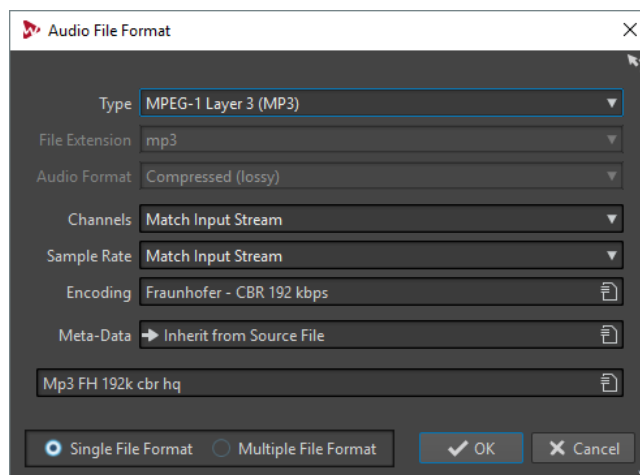 Audio File Format
Type MPEG-1 Layer 3 (MP3)
File Extension mp3
Audio Format Compressed (lossy)
Channels Match Input Stream
Sample Rate Match Input Stream
Encoding Fraunhofer - CBR 192 kbps
Meta-Data Inherit from Source File
Mp3 FH 192k cbr hq
Single File Format Multiple File Format OK Cancel